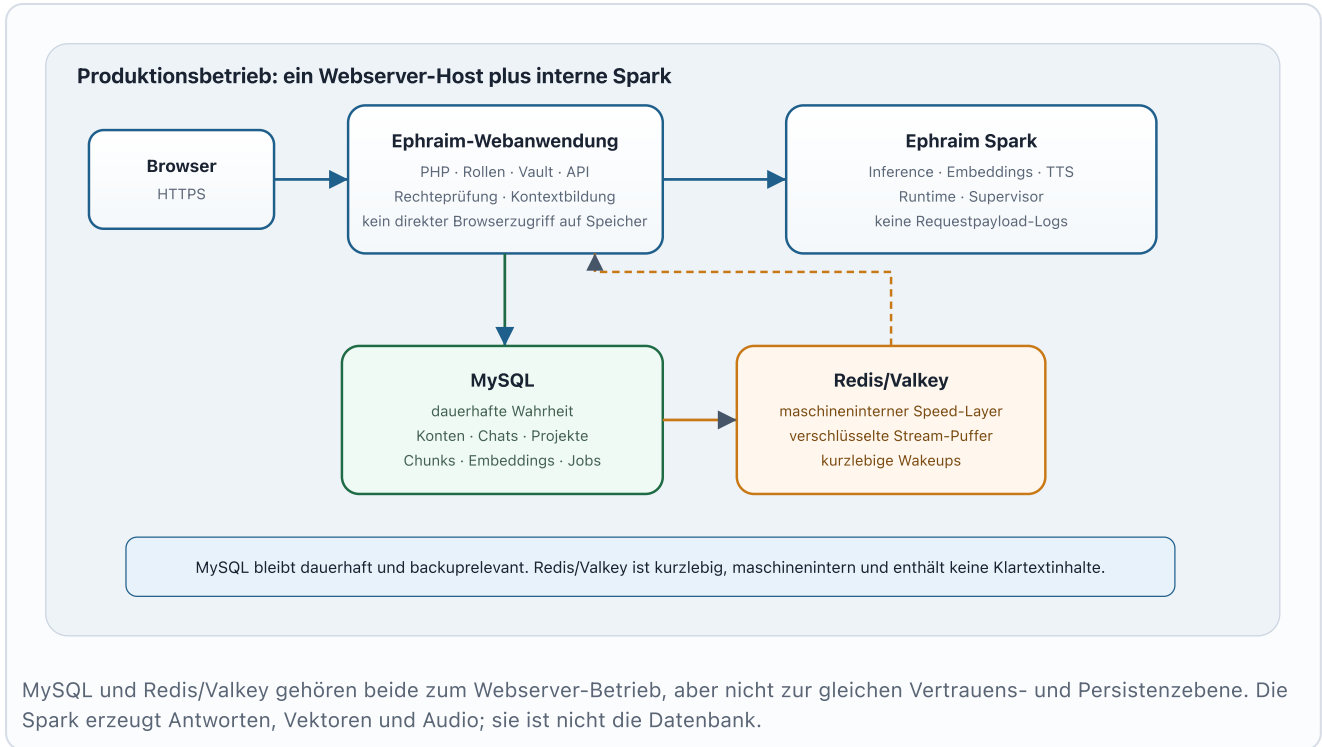 Produktionsbetrieb: ein Webserver-Host plus interne Spark
Browser
HTTPS
Ephraim-Webanwendung
PHP · Rollen · Vault · API
Rechteprüfung · Kontextbildung
kein direkter Browserzugriff auf Speicher
Ephraim Spark
Inference · Embeddings · TTS
Runtime · Supervisor
keine Requestpayload-Logs
MySQL
dauerhafte Wahrheit
Konten · Chats · Projekte
Chunks · Embeddings · Jobs
Redis/Valkey
maschineninterner Speed-Layer
verschlüsselte Stream-Puffer
kurzlebige Wakeups
MySQL bleibt dauerhaft und backuprelevant. Redis/Valkey ist kurzlebig, maschinenintern und enthält keine Klartextinhalte.
MySQL und Redis/Valkey gehören beide zum Webserver-Betrieb, aber nicht zur gleichen Vertrauens- und Persistenzebene. Die
Spark erzeugt Antworten, Vektoren und Audio; sie ist nicht die Datenbank.